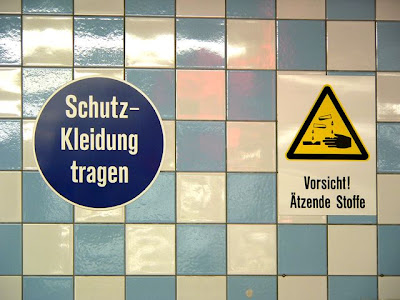 Schutz-
Kleidung
tragen
Vorsicht!
Ätzende Stoffe